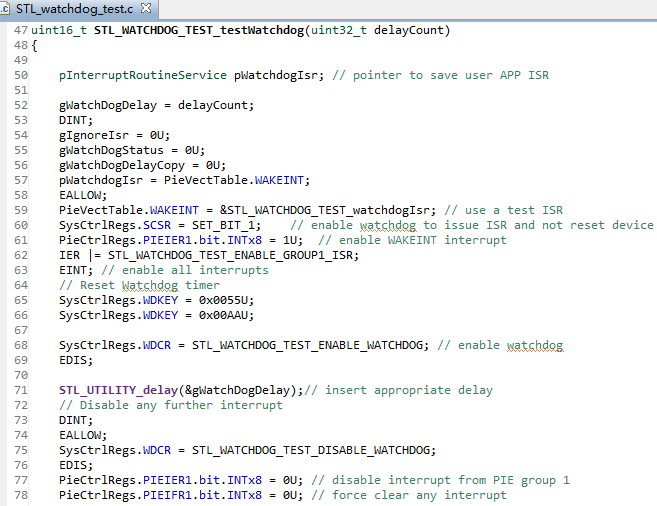 STL_watchdog_test.c
47 uint16_t STL_WATCHDOG_TEST_testWatchdog(uint32_t delayCount)
48 {
49
50 pInterruptRoutineService pWatchdogIsr; // pointer to save user APP ISR
51
52 gWatchDogDelay = delayCount;
53 DINT;
54 gIgnoreIsr = 0U;
55 gWatchDogStatus = 0U;
56 gWatchDogDelayCopy = 0U;
57 pWatchdogIsr = PieVectTable.WAKEINT;
58 EALLOW;
59 PieVectTable.WAKEINT = &STL_WATCHDOG_TEST_watchdogIsr; // use a test ISR
60 SysCtrlRegs.SCSR = SET_BIT_1; // enable watchdog to issue ISR and not reset device
61 PieCtrlRegs.PIEIER1.bit.INTx8 = 1U; // enable WAKEINT interrupt
62 IER |= STL_WATCHDOG_TEST_ENABLE_GROUP1_ISR;
63 EINT; // enable all interrupts
64 // Reset Watchdog timer
65 SysCtrlRegs.WDKEY = 0x0055U;
66 SysCtrlRegs.WDKEY = 0x00AAU;
67
68 SysCtrlRegs.WDCR = STL_WATCHDOG_TEST_ENABLE_WATCHDOG; // enable watchdog
69 EDIS;
70
71 STL_UTILITY_delay(&gWatchDogDelay);// insert appropriate delay
72 // Disable any further interrupt
73 DINT;
74 EALLOW;
75 SysCtrlRegs.WDCR = STL_WATCHDOG_TEST_DISABLE_WATCHDOG;
76 EDIS;
77 PieCtrlRegs.PIEIER1.bit.INTx8 = 0U; // disable interrupt from PIE group 1
78 PieCtrlRegs.PIEIFR1.bit.INTx8 = 0U; // force clear any interrupt